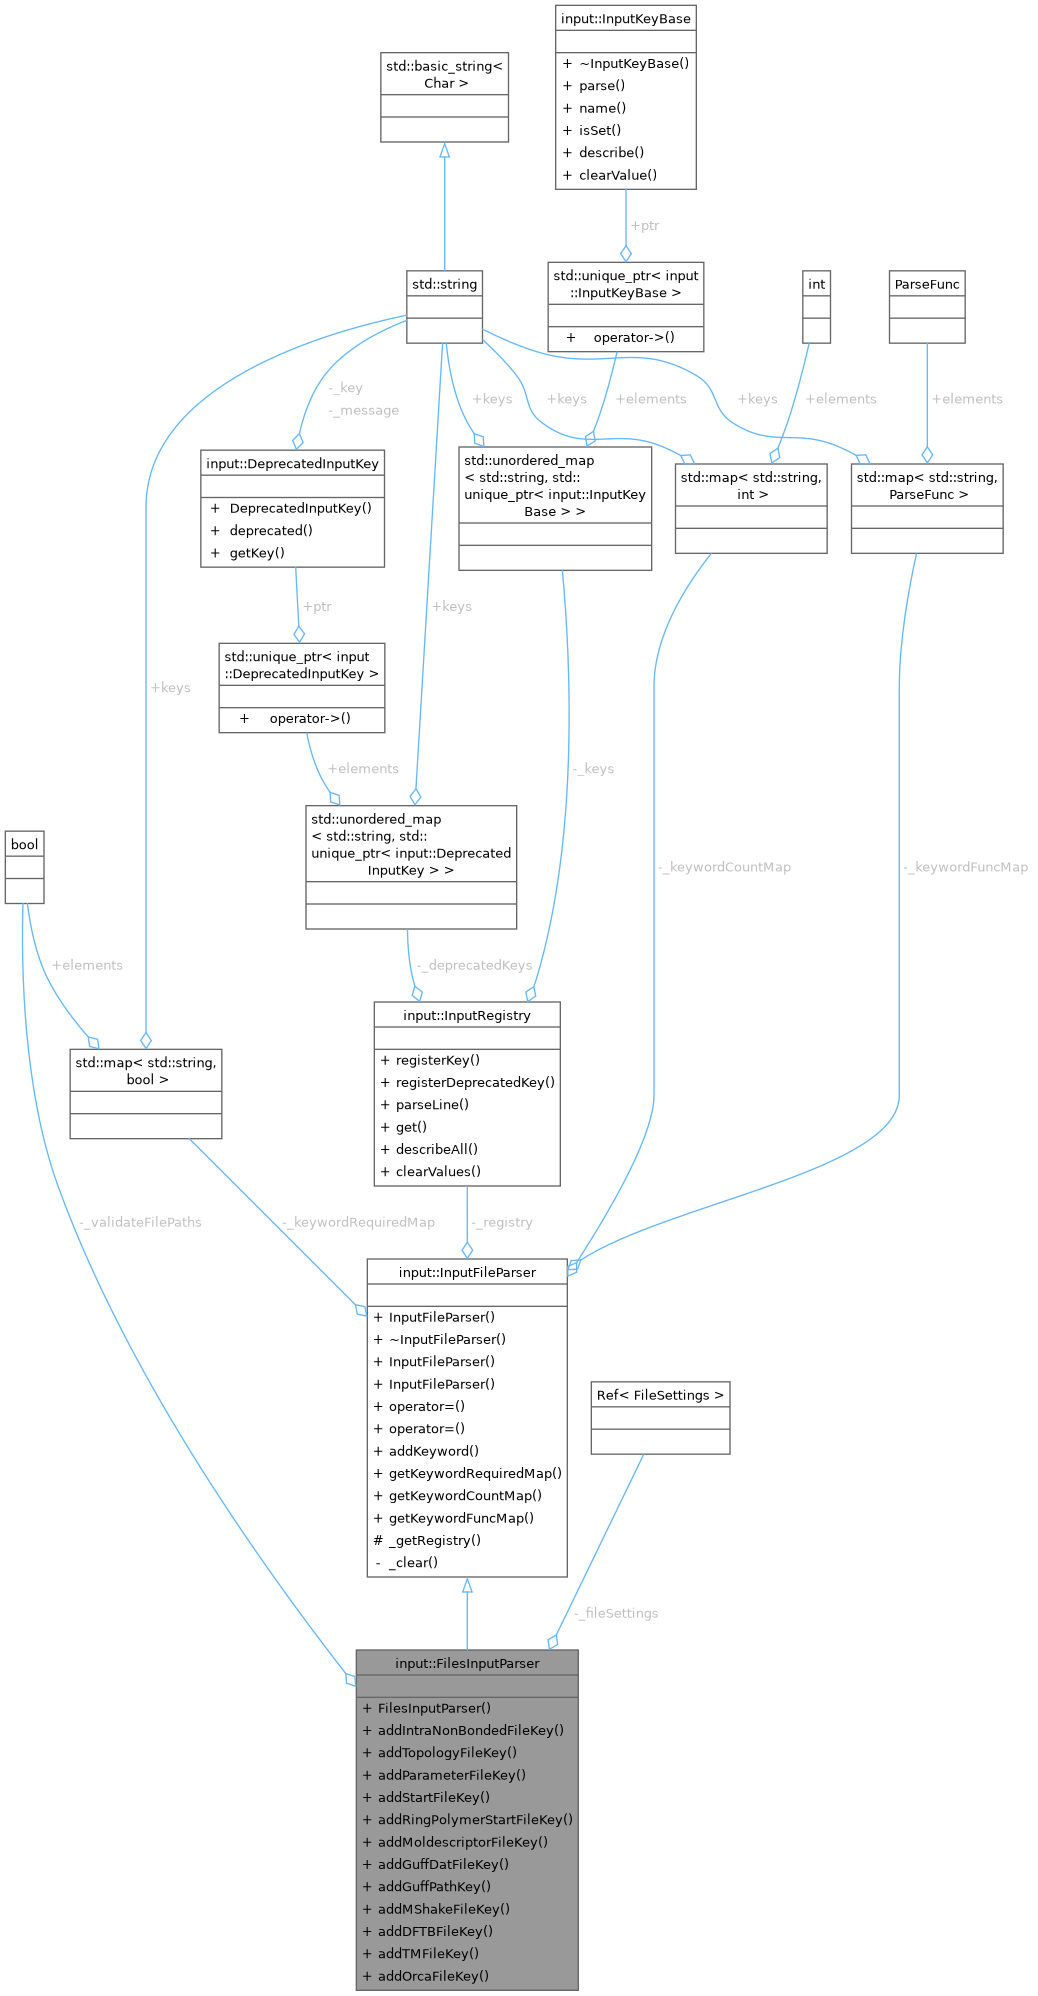 input::InputKeyBase
+ ~InputKeyBase()
+ parse()
+ name()
+ isSet()
+ describe()
+ clearValue()
std::basic_string<
Char >
+ptr
std::string
std::unique_ptr< input
::InputKeyBase >
+ operator->()
int
ParseFunc
-_key
-_message
+keys
+keys
+elements
+keys
+elements
+elements
input::DeprecatedInputKey
+ DeprecatedInputKey()
+ deprecated()
+ getKey()
std::unordered_map
< std::string, std::
unique_ptr< input::InputKey
Base > >
std::map< std::string,
int >
std::map< std::string,
ParseFunc >
+ptr
+keys
std::unique_ptr< input
::DeprecatedInputKey >
+ operator->()
+keys
+elements
-_keys
std::unordered_map
< std::string, std::
unique_ptr< input::Deprecated
InputKey > >
bool
-_keywordCountMap
-_keywordFuncMap
+elements
-_deprecatedKeys
input::InputRegistry
+ registerKey()
+ registerDeprecatedKey()
+ parseLine()
+ get()
+ describeAll()
+ clearValues()
std::map< std::string,
bool >
-_validateFilePaths
-_keywordRequiredMap
-_registry
input::InputFileParser
+ InputFileParser()
+ ~InputFileParser()
+ InputFileParser()
+ InputFileParser()
+ operator=()
+ operator=()
+ addKeyword()
+ getKeywordRequiredMap()
+ getKeywordCountMap()
+ getKeywordFuncMap()
# _getRegistry()
- _clear()
Ref< FileSettings >
-_fileSettings
input::FilesInputParser
+ FilesInputParser()
+ addIntraNonBondedFileKey()
+ addTopologyFileKey()
+ addParameterFileKey()
+ addStartFileKey()
+ addRingPolymerStartFileKey()
+ addMoldescriptorFileKey()
+ addGuffDatFileKey()
+ addGuffPathKey()
+ addMShakeFileKey()
+ addDFTBFileKey()
+ addTMFileKey()
+ addOrcaFileKey()